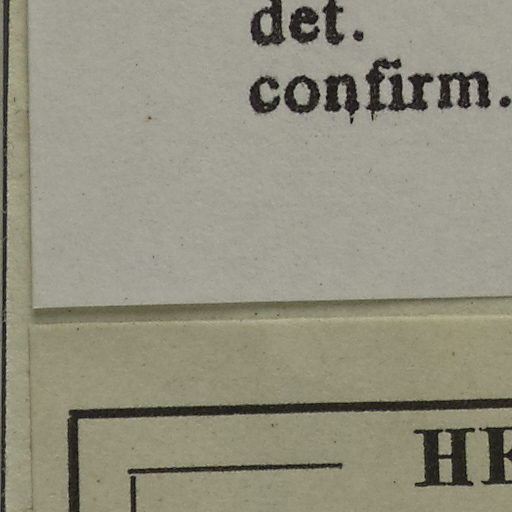 det.
confirm.
HE